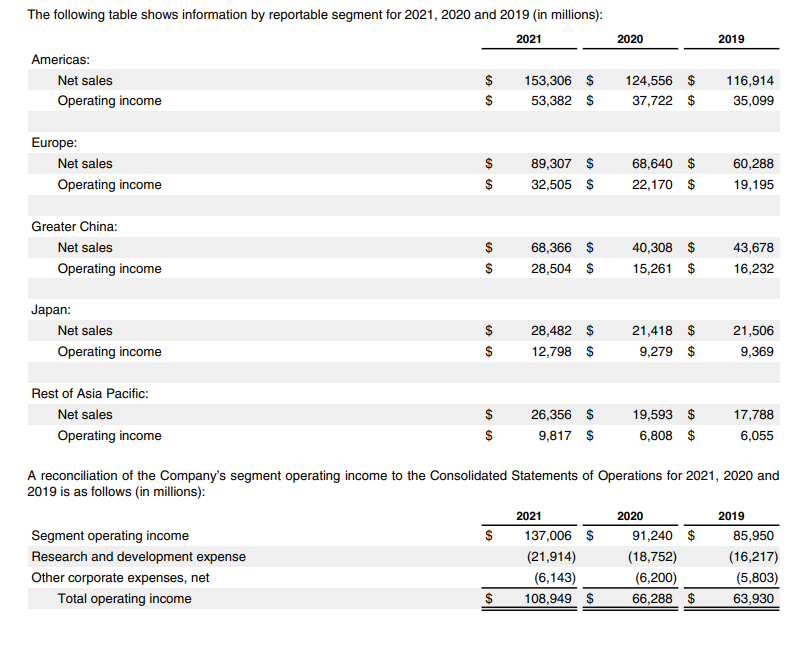 The following table shows information by reportable segment for 2021, 2020 and 2019 (in millions):
2021 2020 2019
Americas:
Net sales $ 153,306 $ 124,556 $ 116,914
Operating income $ 53,382 $ 37,722 $ 35,099
Europe:
Net sales $ 89,307 $ 68,640 $ 60,288
Operating income $ 32,505 $ 22,170 $ 19,195
Greater China:
Net sales $ 68,366 $ 40,308 $ 43,678
Operating income $ 28,504 $ 15,261 $ 16,232
Japan:
Net sales $ 28,482 $ 21,418 $ 21,506
Operating income $ 12,798 $ 9,279 $ 9,369
Rest of Asia Pacific:
Net sales $ 26,356 $ 19,593 $ 17,788
Operating income $ 9,817 $ 6,808 $ 6,055
A reconciliation of the Company's segment operating income to the Consolidated Statements of Operations for 2021, 2020 and
2019 is as follows (in millions):
2021 2020 2019
Segment operating income $ 137,006 $ 91,240 $ 85,950
Research and development expense (21,914) (18,752) (16,217)
Other corporate expenses, net (6,143) (6,200) (5,803)
Total operating income $ 108,949 $ 66,288 $ 63,930